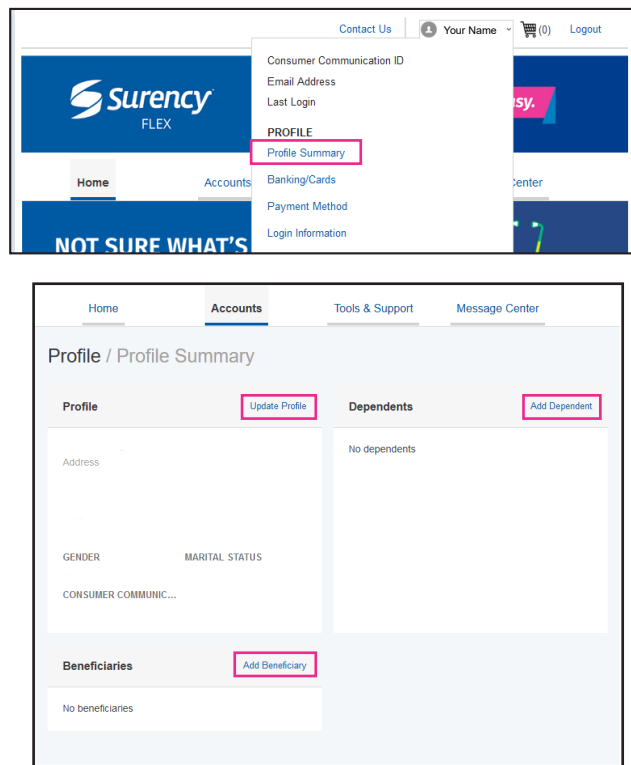 Contact Us Your Name (0) Logout
Consumer Communication ID
Email Address
Last Login
Surency
FLEX
sy.
PROFILE
Profile Summary
Home Accounts Banking/Cards Center
Payment Method
NOT SURE WHAT'S Login Information
Home Accounts Tools & Support Message Center
Profile / Profile Summary
Profile Update Profile Dependents Add Dependent
No dependents
Address
GENDER MARITAL STATUS
CONSUMER COMMUNIC...
Beneficiaries Add Beneficiary
No beneficiaries